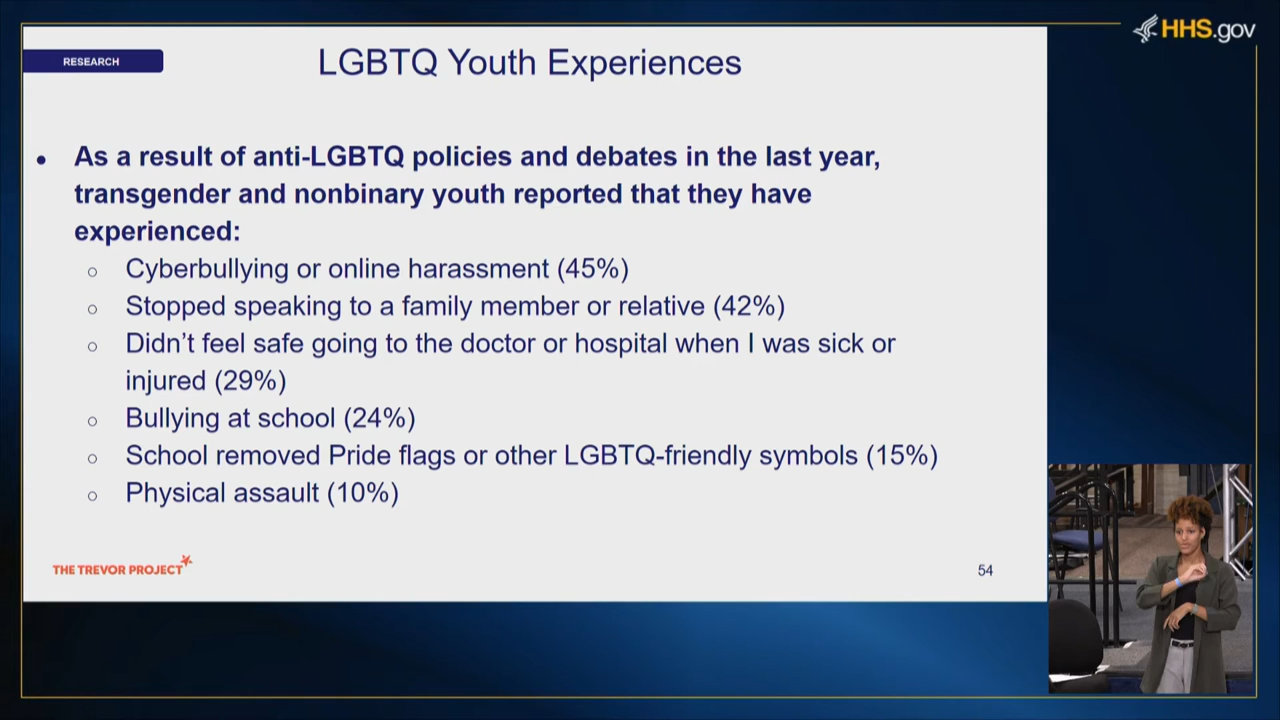 HHS.gov
RESEARCH
LGBTQ Youth Experiences
• As a result of anti-LGBTQ policies and debates in the last year,
transgender and nonbinary youth reported that they have
experienced:
○ Cyberbullying or online harassment (45%)
○ Stopped speaking to a family member or relative (42%)
○ Didn’t feel safe going to the doctor or hospital when I was sick or
injured (29%)
○ Bullying at school (24%)
○ School removed Pride flags or other LGBTQ-friendly symbols (15%)
○ Physical assault (10%)
THE TREVOR PROJECT
54